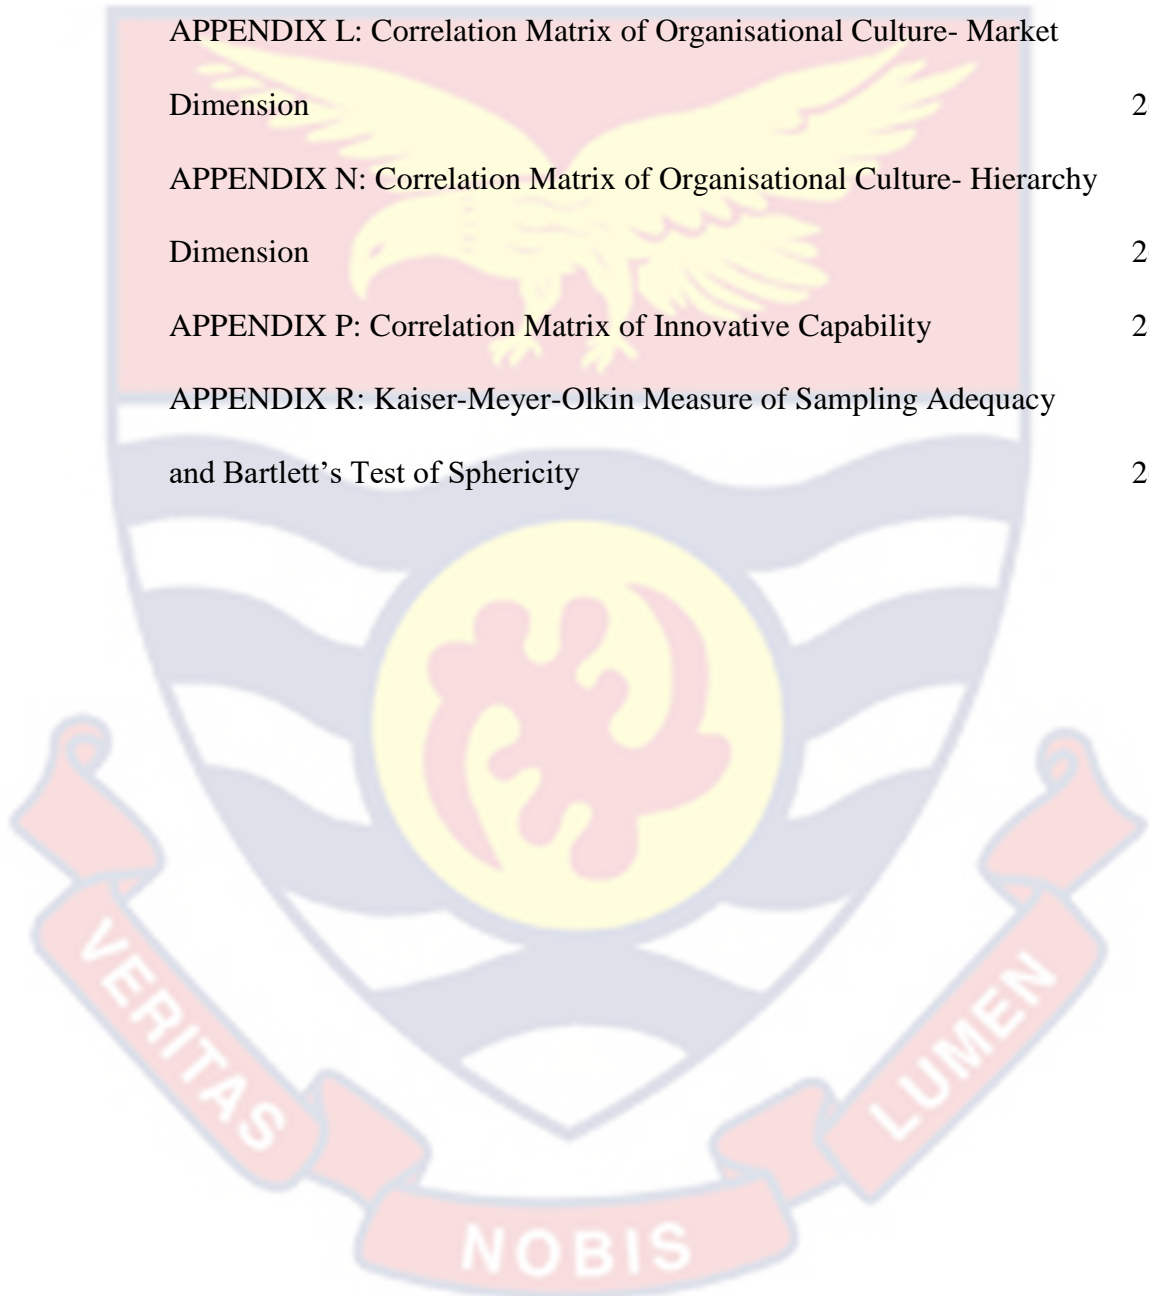 APPENDIX L: Correlation Matrix of Organisational Culture- Market
Dimension 2
APPENDIX N: Correlation Matrix of Organisational Culture- Hierarchy
Dimension 2
APPENDIX P: Correlation Matrix of Innovative Capability 2
APPENDIX R: Kaiser-Meyer-Olkin Measure of Sampling Adequacy
and Bartlett’s Test of Sphericity 2
VERITAS
NOBIS
LUMEN